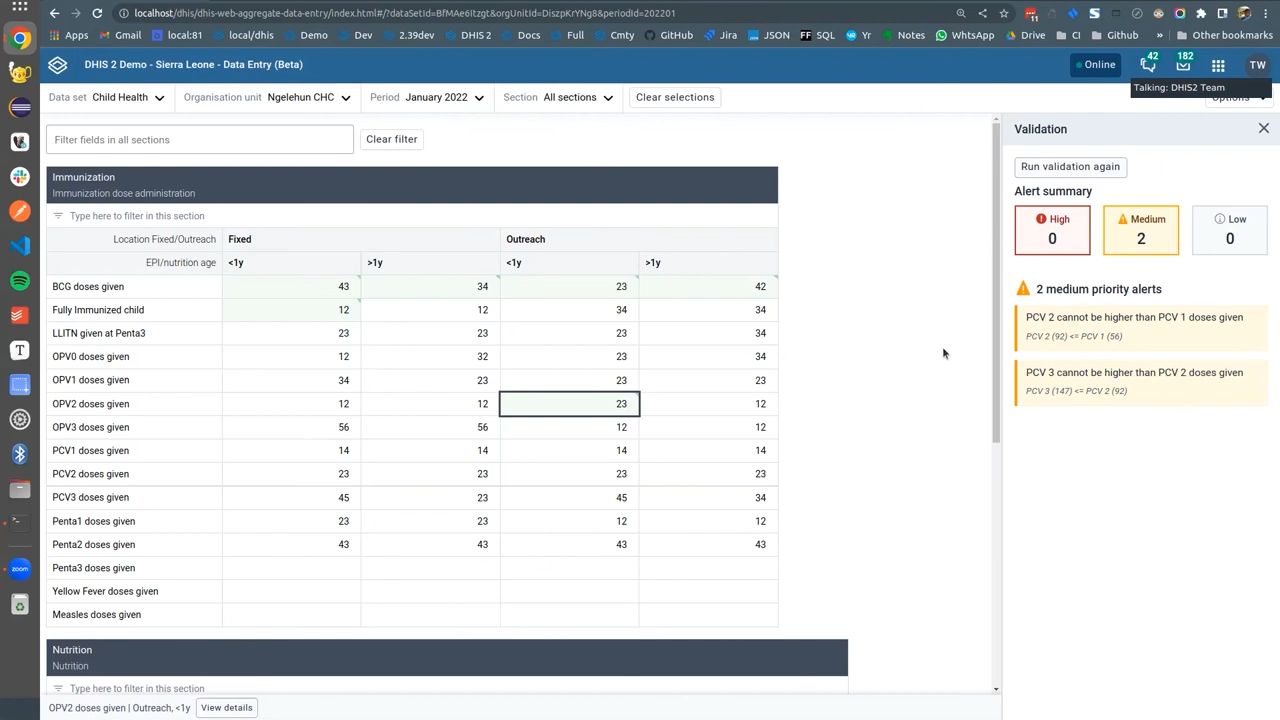 localhost/dhis/dhis-web-aggregate-data-entry/index.html#/?dataSetId=BfMAe6Itzgt&orgUnitId=DiszpKrYNg8&periodId=202201
11
Apps Gmail local:81 local/dhis Demo Dev 2.39dev DHIS 2 Docs Full Cmty GitHub Jira JSON FF SQL Yr Notes WhtsApp Drive CI Github » Other bookmarks
DHIS 2 Demo - Sierra Leone - Data Entry (Beta)
Online 42 182 TW
Talking: DHIS2 Team
Data set Child Health Organisation unit Ngelehun CHC Period January 2022 Section All sections Clear selections Options
Filter fields in all sections Clear filter
Immunization
Immunization dose administration
Type here to filter in this section
Location Fixed/Outreach Fixed Outreach
EPI/nutrition age <1y >1y <1y >1y
BCG doses given 43 34 23 42
Fully Immunized child 12 12 34 34
LLITN given at Penta3 23 23 23 34
OPV0 doses given 12 32 23 34
OPV1 doses given 34 23 23 23
OPV2 doses given 12 12 23 12
OPV3 doses given 56 56 12 12
PCV1 doses given 14 14 14 14
PCV2 doses given 23 23 23 23
PCV3 doses given 45 23 45 34
Penta1 doses given 23 23 12 12
Penta2 doses given 43 43 43 43
Penta3 doses given
Yellow Fever doses given
Measles doses given
Nutrition
Nutrition
Type here to filter in this section
OPV2 doses given | Outreach, <1y View details
Validation
Run validation again
Alert summary
High Medium Low
0 2 0
2 medium priority alerts
PCV 2 cannot be higher than PCV 1 doses given
PCV 2 (92) <= PCV 1 (56)
PCV 3 cannot be higher than PCV 2 doses given
PCV 3 (147) <= PCV 2 (92)
T
zoom